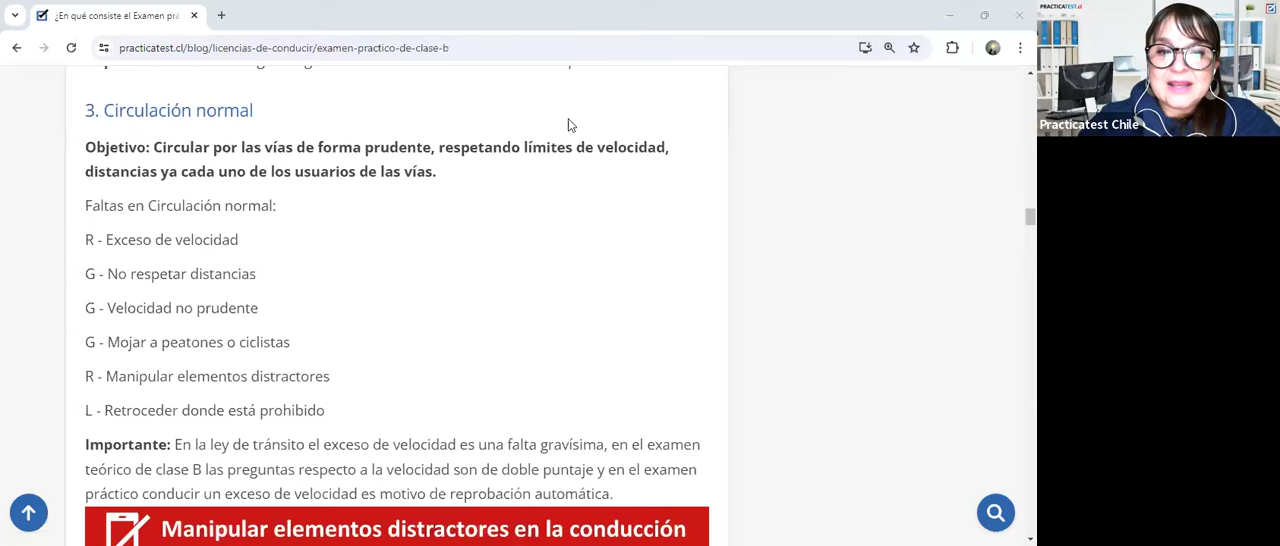 ¿En qué consiste el Examen prá
practicatest.cl/blog/licencias-de-conducir/examen-practico-de-clase-b
PRACTICATEST.cl
Practicatest Chile
3. Circulación normal
Objetivo: Circular por las vías de forma prudente, respetando límites de velocidad,
distancias ya cada uno de los usuarios de las vías.
Faltas en Circulación normal:
R - Exceso de velocidad
G - No respetar distancias
G - Velocidad no prudente
G - Mojar a peatones o ciclistas
R - Manipular elementos distractores
L - Retroceder donde está prohibido
Importante: En la ley de tránsito el exceso de velocidad es una falta gravísima, en el examen
teórico de clase B las preguntas respecto a la velocidad son de doble puntaje y en el examen
práctico conducir un exceso de velocidad es motivo de reprobación automática.
Manipular elementos distractores en la conducción